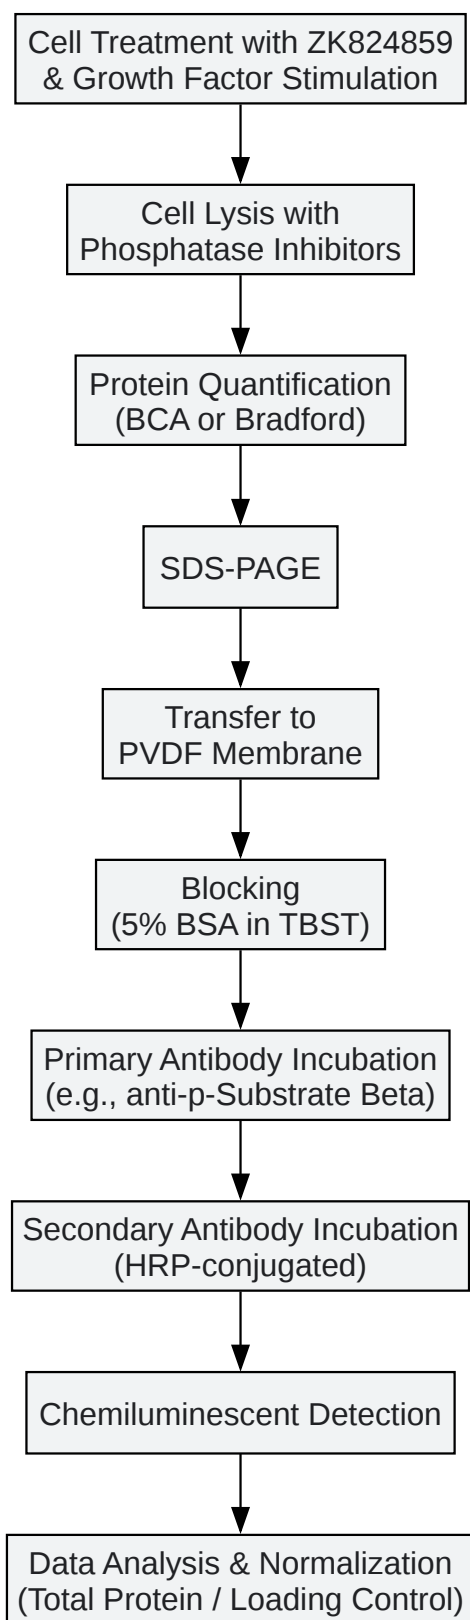 Cell Treatment with ZK824859
& Growth Factor Stimulation
Cell Lysis with
Phosphatase Inhibitors
Protein Quantification
(BCA or Bradford)
SDS-PAGE
Transfer to
PVDF Membrane
Blocking
(5% BSA in TBST)
Primary Antibody Incubation
(e.g., anti-p-Substrate Beta)
Secondary Antibody Incubation
(HRP-conjugated)
Chemiluminescent Detection
Data Analysis & Normalization
(Total Protein / Loading Control)